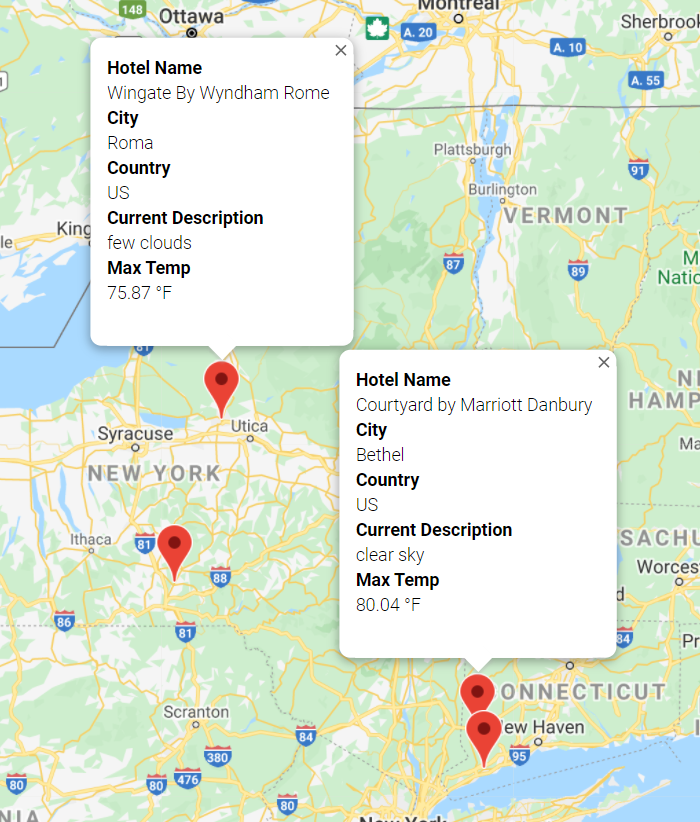 148
Ottawa
Montreal
A. 20
A. 10
Sherbrook
A. 55
Hotel Name
Wingate By Wyndham Rome
City
Roma
Country
US
Current Description
few clouds
Max Temp
75.87 °F
Plattsburgh
91
Burlington
VERMONT
King
le
87
89
M
Natio
81
Hotel Name
Courtyard by Marriott Danbury
City
Bethel
Country
US
Current Description
clear sky
Max Temp
80.04 °F
N
HAMP
Utica
Syracuse
Ma
NEW YORK
Ithaca
81
88
SACHU
Worces
d
86
81
84
Pr
ONNECTICUT
Scranton
84
ew Haven
95
380
80
80
476
80
NIA
New York